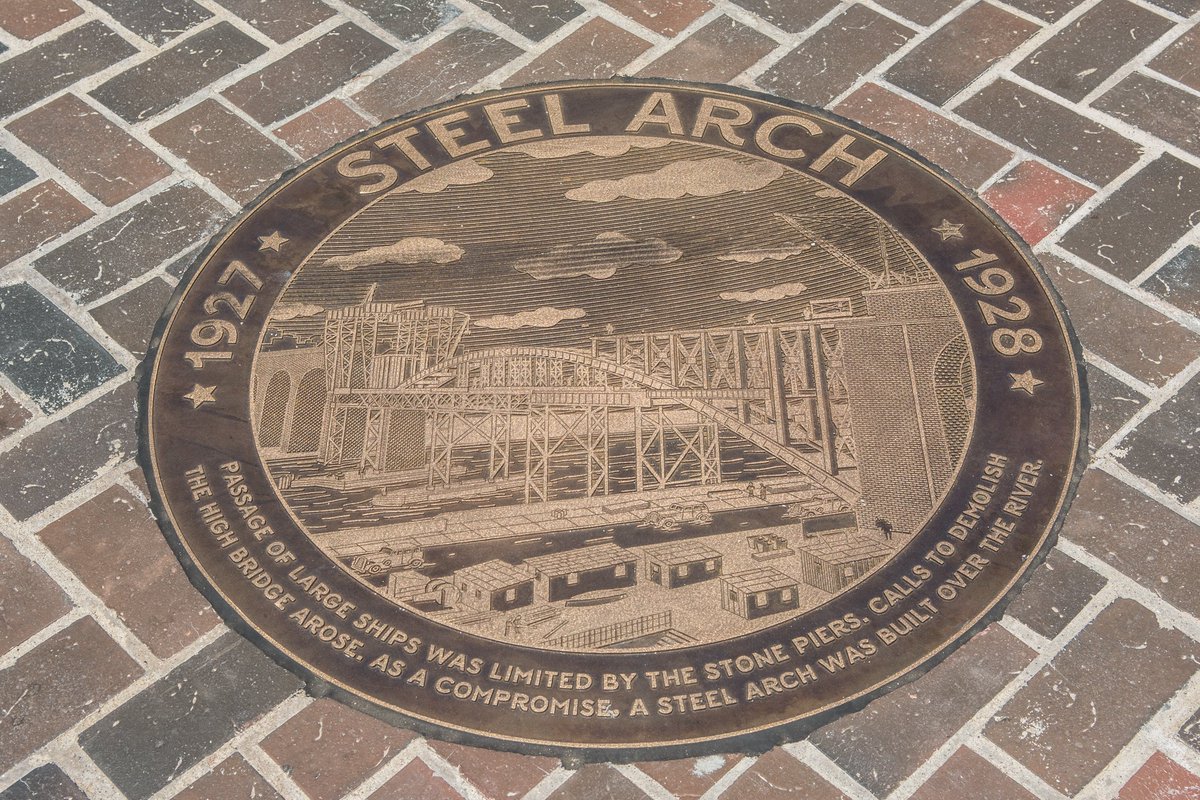 STEEL ARCH
★ 1927 ★
★ 1928 ★
PASSAGE OF LARGE SHIPS WAS LIMITED BY THE STONE PIERS. CALLS TO DEMOLISH
THE HIGH BRIDGE AROSE. AS A COMPROMISE, A STEEL ARCH WAS BUILT OVER THE RIVER.